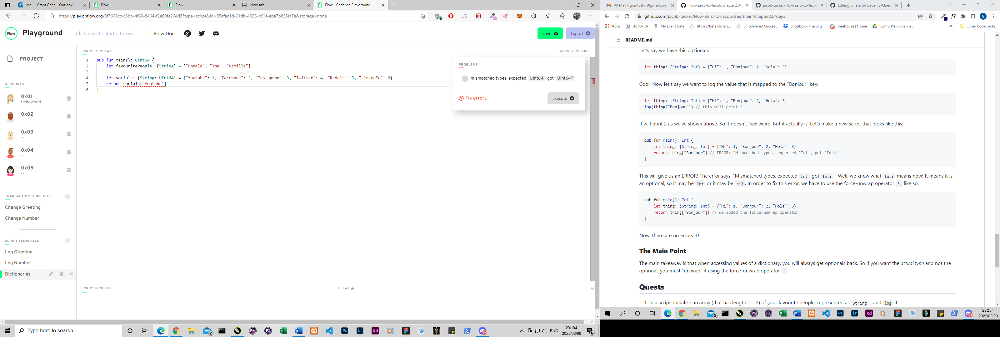 Mail - Grant Cahn - Outlook
Flow -
Flow -
New tab
Flow - Cadence Playground
https://play.onflow.org/9f7606cc-c3bb-4f60-8464-f2e80fa264d3?type=script&id=95afac1d-61db-4023-b91f-eba7b833fc7e&storage=none
27
Flow
Playground
Click here to start a tutorial
Flow Docs
Save
Export
PROJECT
ACCOUNTS
0x01
HelloWorld
0x02
--
0x03
--
0x04
--
0x05
--
TRANSACTION TEMPLATES
Change Greeting
Change Number
SCRIPT TEMPLATES
Log Greeting
Log Number
Dictionaries
SCRIPT TEMPLATE
CADENCE: V0.20.0
1 pub fun main(): UInt64 {
2 let favouritePeople: [String] = ["Donald", "Joe", "Kamilla"]
3
4 let socials: {String: UInt64} = {"Youtube": 1, "Facebook": 2, "Instagram": 3, "Twitter": 4, "Reddit": 5, "LinkedIn": 6}
5 return socials["Youtube"]
6 }
PROBLEMS
1 mismatched types. expected UInt64, got UInt64?
Fix errors
Execute
SCRIPT RESULTS
CLEAR
Type here to search
ENG
23:04
2022/03/09
6
All Mail - grantcahn@gmail.com
Flow-Zero-to-Jacob/chapter2.0/
jacob-tucker/Flow-Zero-to-Jacob
Editing Emerald-Academy-Quest
github.com/jacob-tucker/Flow-Zero-to-Jacob/tree/main/chapter2.0/day3
Apps
doTERRA
My Event Cafe
https://beta-doterr...
Empowered Succes...
Dropbox - The Slig...
Treehouse | Home
Comp Plan Overvie...
Other bookmarks
README.md
Let's say we have this dictionary:
let thing: {String: Int} = {"Hi": 1, "Bonjour": 2, "Hola": 3}
Cool! Now let's say we want to log the value that is mapped to the "Bonjour" key:
let thing: {String: Int} = {"Hi": 1, "Bonjour": 2, "Hola": 3}
log(thing["Bonjour"]) // this will print 2
It will print 2 as we've shown above. So it doesn't look weird. But it actually is. Let's make a new script that looks like this:
pub fun main(): Int {
let thing: {String: Int} = {"Hi": 1, "Bonjour": 2, "Hola": 3}
return thing["Bonjour"] // ERROR: "Mismatched types. expected `Int`, got `Int?`"
}
This will give us an ERROR! The error says: "Mismatched types. expected Int, got Int?". Well, we know what Int? means now! It means it is
an optional, so it may be Int or it may be nil. In order to fix this error, we have to use the force-unwrap operator !, like so:
pub fun main(): Int {
let thing: {String: Int} = {"Hi": 1, "Bonjour": 2, "Hola": 3}
return thing["Bonjour"]! // we added the force-unwrap operator
}
Now, there are no errors :D
The Main Point
The main takeaway is that when accessing values of a dictionary, you will always get optionals back. So if you want the actual type and not the
optional, you must "unwrap" it using the force-unwrap operator !
Quests
1. In a script, initialize an array (that has length == 3) of your favourite people, represented as Strings, and log it.
23:04
2022/03/09